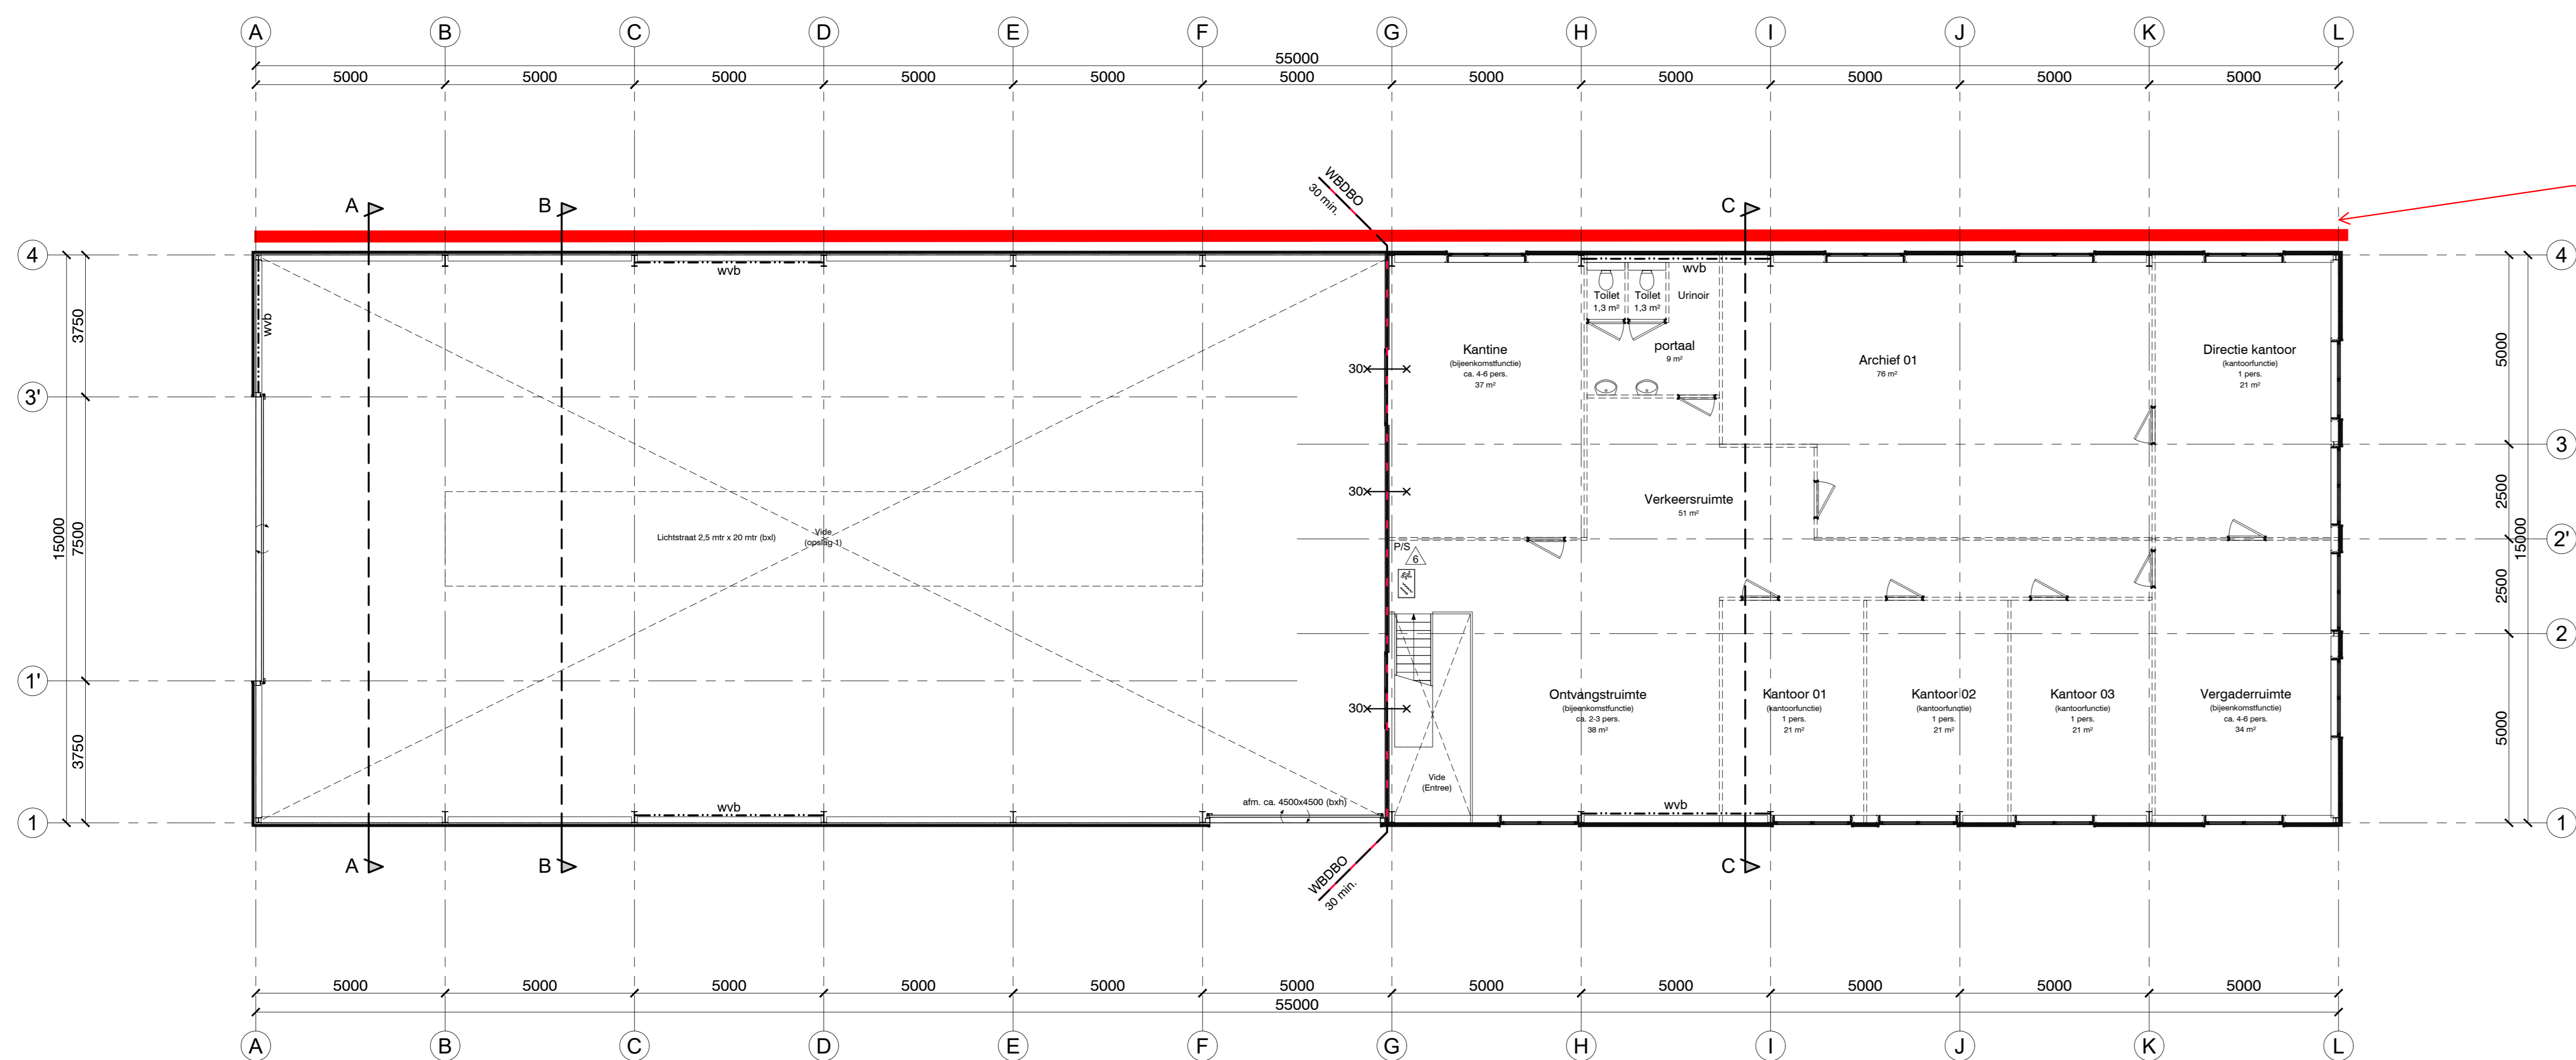 A B C D E F G H I J K L
55000
5000 5000 5000 5000 5000 5000 5000 5000 5000 5000 5000
WBDBO
30 min.
A B C
4 4
wvb wvb
wvb
3750
Toilet
1,3 m²
Toilet
1,3 m²
Urinoir
portaal
9 m²
Kantine
(bijeenkomstfunctie)
ca. 4-6 pers.
37 m²
30
Archief 01
76 m²
Directie kantoor
(kantoorfunctie)
1 pers.
21 m²
5000
3'
3
15000
7500
30
Verkeersruimte
51 m²
2500
15000
Lichtstraat 2,5 mtr x 20 mtr (bxl)
Vide
(opslag 1)
P/S
6
2'
2500
2
1'
3750
30
Ontvangstruimte
(bijeenkomstfunctie)
ca. 2-3 pers.
38 m²
Kantoor 01
(kantoorfunctie)
1 pers.
21 m²
Kantoor 02
(kantoorfunctie)
1 pers.
21 m²
Kantoor 03
(kantoorfunctie)
1 pers.
21 m²
Vergaderruimte
(bijeenkomstfunctie)
ca. 4-6 pers.
34 m²
5000
Vide
(Entree)
wvb
afm. ca. 4500x4500 (bxh)
wvb
1 1
A B C
WBDBO
30 min.
5000 5000 5000 5000 5000 5000 5000 5000 5000 5000 5000
55000
A B C D E F G H I J K L